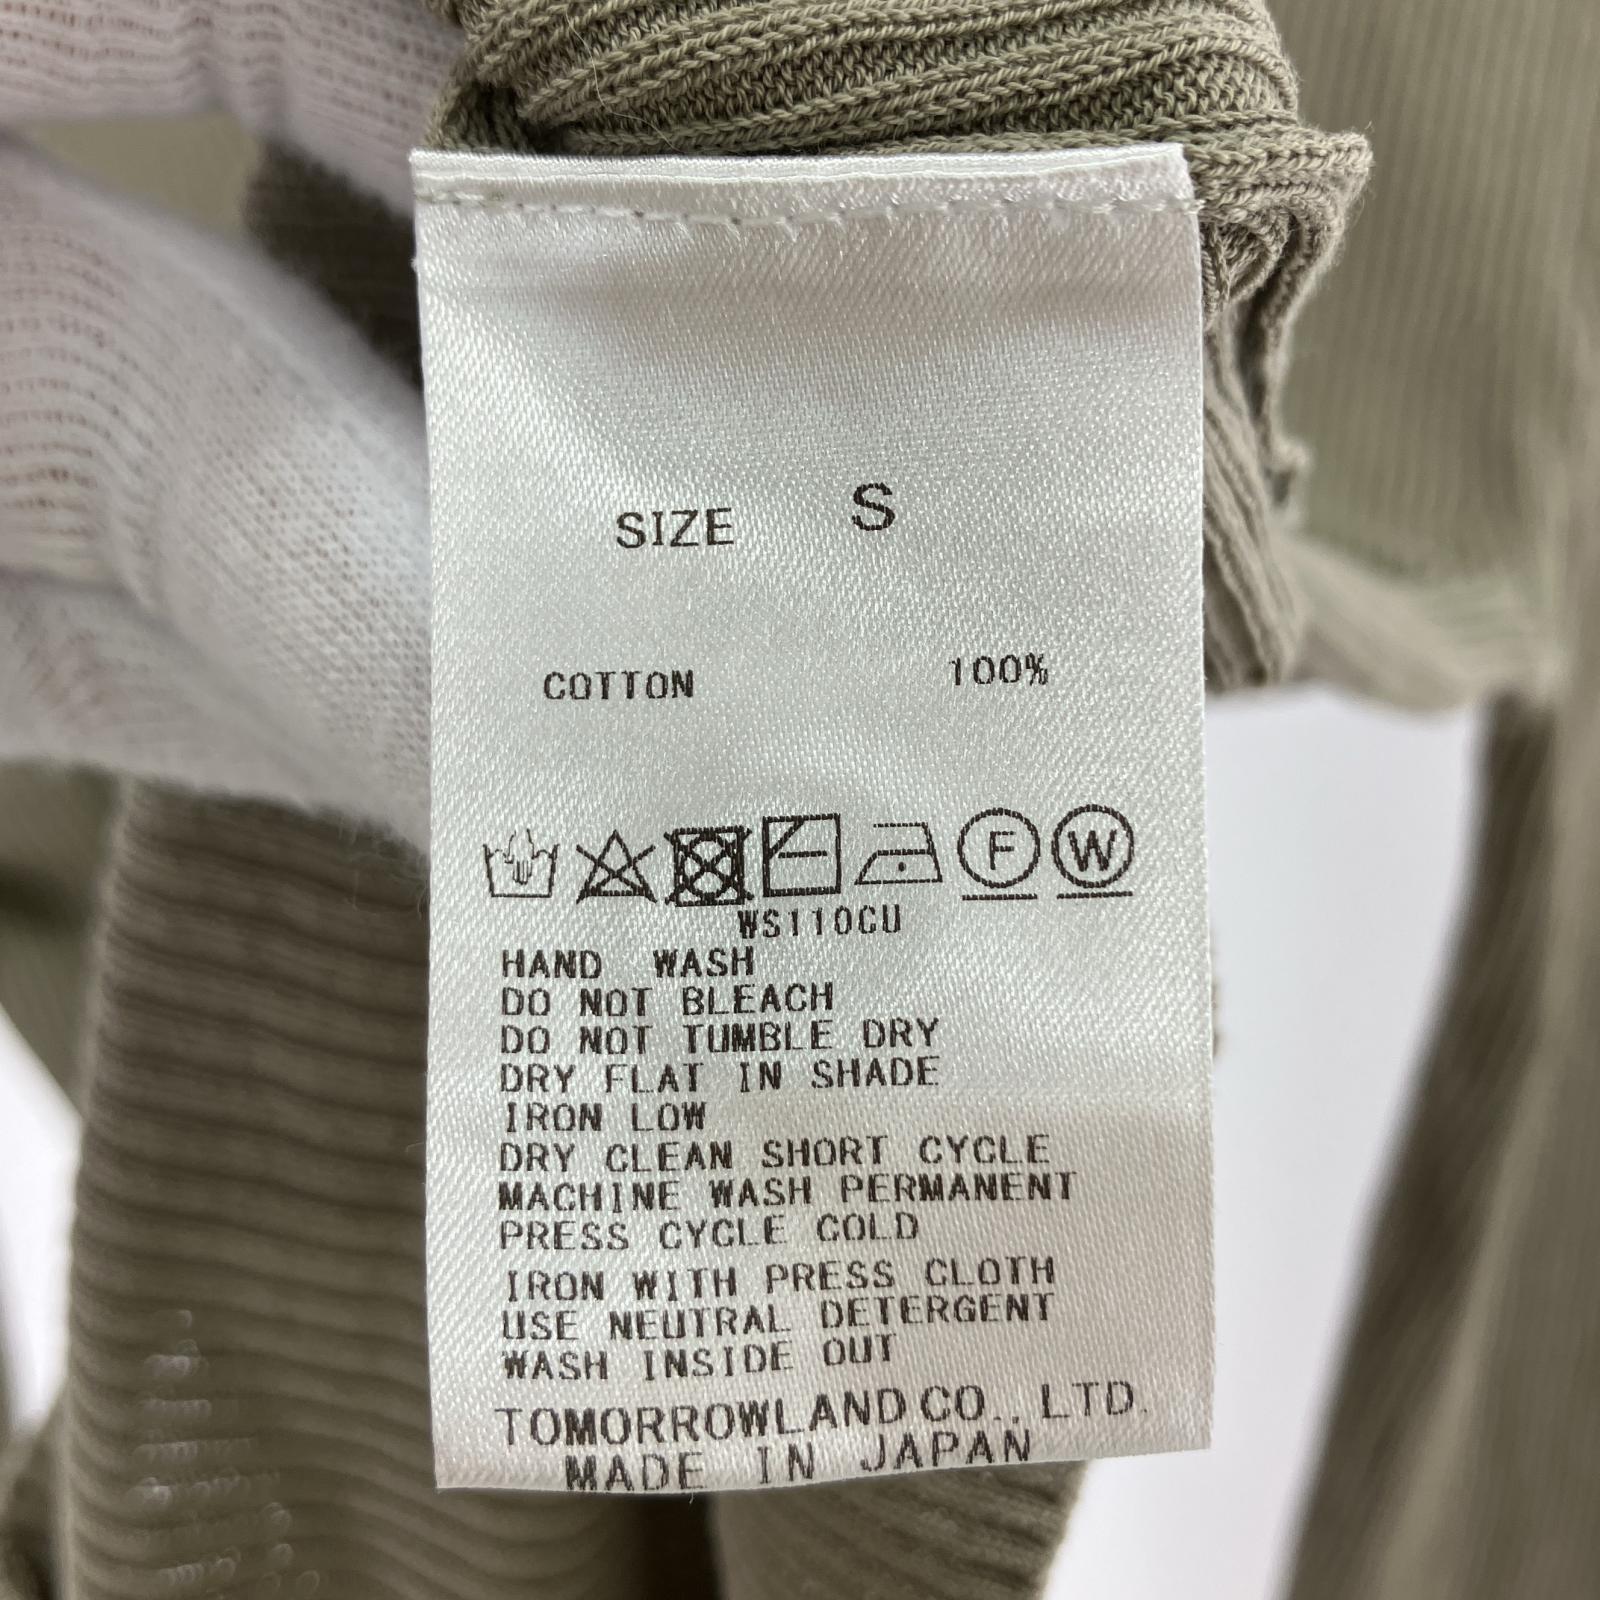 SIZE S
COTTON 100%
F W
WS110CU
HAND WASH
DO NOT BLEACH
DO NOT TUMBLE DRY
DRY FLAT IN SHADE
IRON LOW
DRY CLEAN SHORT CYCLE
MACHINE WASH PERMANENT
PRESS CYCLE COLD
IRON WITH PRESS CLOTH
USE NEUTRAL DETERGENT
WASH INSIDE OUT
TOMORROWLAND CO., LTD.
MADE IN JAPAN